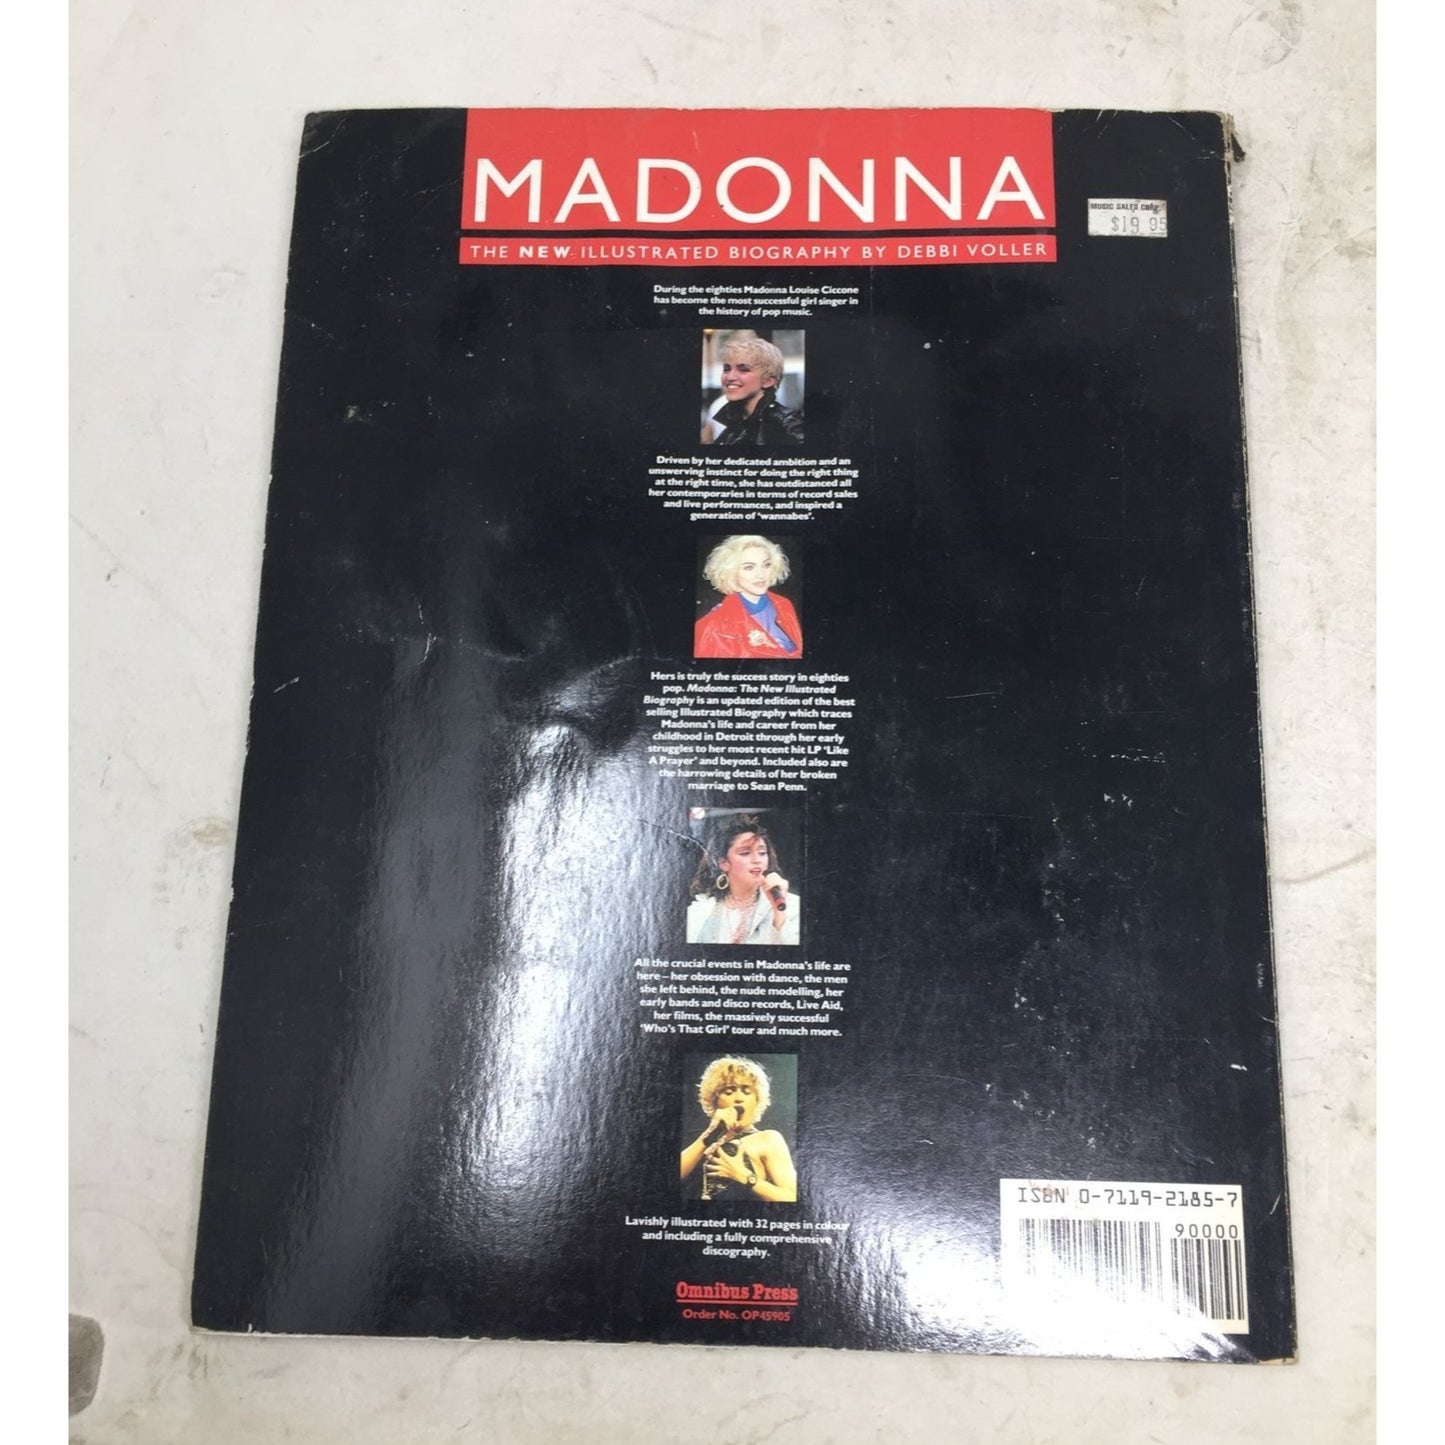 MADONNA
MUSIC SALES CORP.
$19.95
THE NEW ILLUSTRATED BIOGRAPHY BY DEBBI VOLLER
During the eighties Madonna Louise Ciccone
has become the most successful girl singer in
the history of pop music.
Driven by her dedicated ambition and an
unswerving instinct for doing the right thing
at the right time, she has outdistanced all
her contemporaries in terms of record sales
and live performances, and inspired a
generation of 'wannabes'.
Hers is truly the success story in eighties
pop. Madonna: The New Illustrated
Biography is an updated edition of the best
selling Illustrated Biography which traces
Madonna's life and career from her
childhood in Detroit through her early
struggles to her most recent hit LP 'Like
A Prayer' and beyond. Included also are
the harrowing details of her broken
marriage to Sean Penn.
All the crucial events in Madonna's life are
here – her obsession with dance, the men
she left behind, the nude modelling, her
early bands and disco records, Live Aid,
her films, the massively successful
'Who's That Girl' tour and much more.
Lavishly illustrated with 32 pages in colour
and including a fully comprehensive
discography.
Omnibus Press
Order No. OP45905
ISBN 0-7119-2185-7
90000